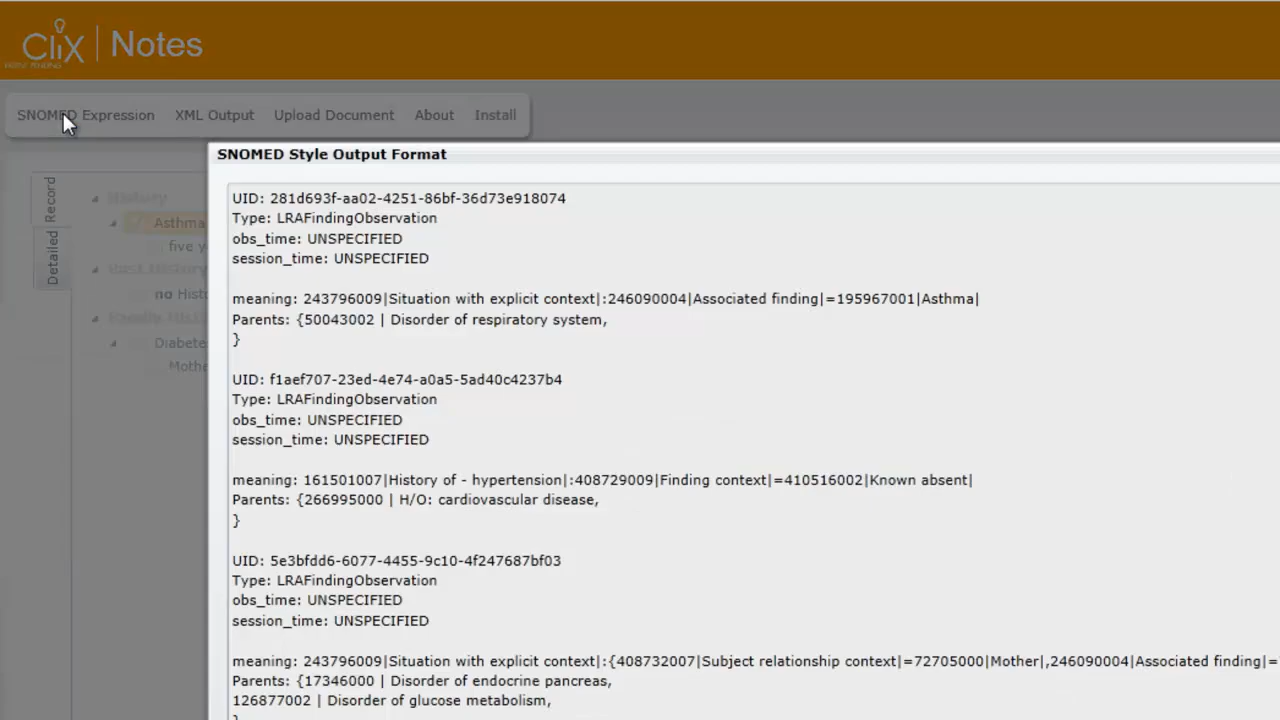 CliX | Notes
SNOMED Expression XML Output Upload Document About Install
SNOMED Style Output Format
Record
Detailed
History
Asthma
five y
Past History
no Histo
Diabete
Mothe
UID: 281d693f-aa02-4251-86bf-36d73e918074
Type: LRAFindingObservation
obs_time: UNSPECIFIED
session_time: UNSPECIFIED
meaning: 243796009|Situation with explicit context|:246090004|Associated finding|=195967001|Asthma|
Parents: {50043002 | Disorder of respiratory system,
}
UID: f1aef707-23ed-4e74-a0a5-5ad40c4237b4
Type: LRAFindingObservation
obs_time: UNSPECIFIED
session_time: UNSPECIFIED
meaning: 161501007|History of - hypertension|:408729009|Finding context|=410516002|Known absent|
Parents: {266995000 | H/O: cardiovascular disease,
}
UID: 5e3bfdd6-6077-4455-9c10-4f247687bf03
Type: LRAFindingObservation
obs_time: UNSPECIFIED
session_time: UNSPECIFIED
meaning: 243796009|Situation with explicit context|:{408732007|Subject relationship context|=72705000|Mother|,246090004|Associated finding|=
Parents: {17346000 | Disorder of endocrine pancreas,
126877002 | Disorder of glucose metabolism,
}